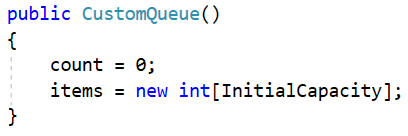 public CustomQueue()
{
    count = 0;
    items = new int[InitialCapacity];
}